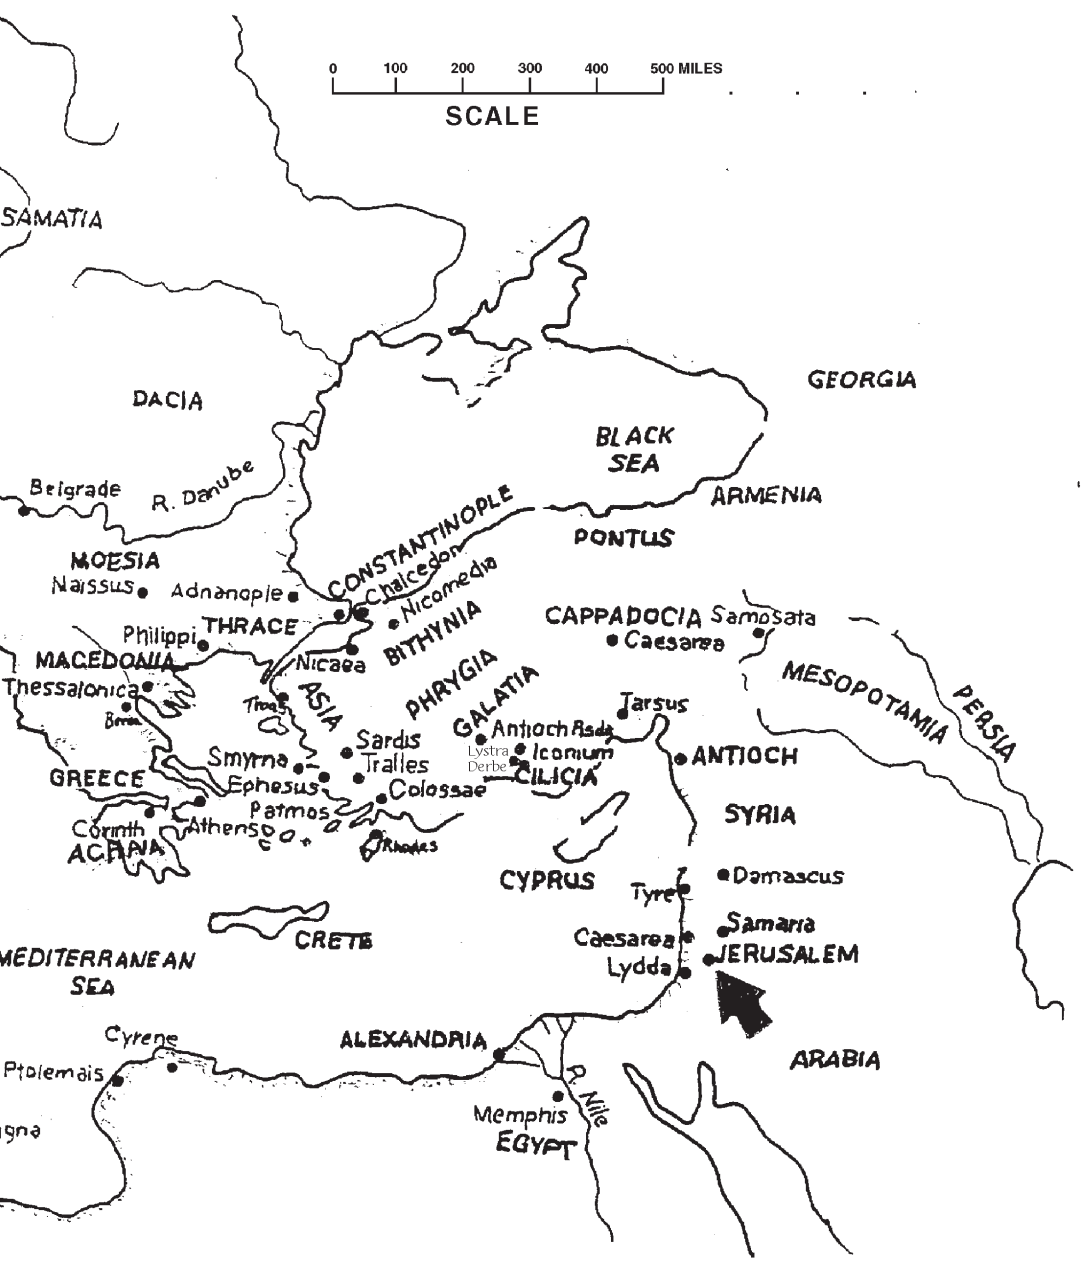 0 100 200 300 400 500 MILES
SCALE
SAMATIA
GEORGIA
DACIA
BLACK
SEA
Belgrade
R. Danube
ARMENIA
CONSTANTINOPLE
PONTUS
MOESIA
Chalcedon
Naissus
Adnanople
Nicomedia
CAPPADOCIA
Samosata
THRACE
BITHYNIA
Philippi
Caesarea
MACEDONIA
Nicaea
MESOPOTAMIA
PERSIA
Thessalonica
ASIA
PHRYGIA
GALATIA
Tarsus
Troas
Antioch
Sardis
Lystra
Iconium
Smyrna
Tralles
Derbe
CILICIA
ANTIOCH
GREECE
Ephesus
Colossae
Patmos
SYRIA
Corinth
Athens
ACHAIA
Rhodes
CYPRUS
Tyre
Damascus
CRETE
Samaria
Caesarea
JERUSALEM
MEDITERRANEAN
SEA
Lydda
Cyrene
ALEXANDRIA
ARABIA
Ptolemais
R. Nile
Memphis
igna
EGYPT